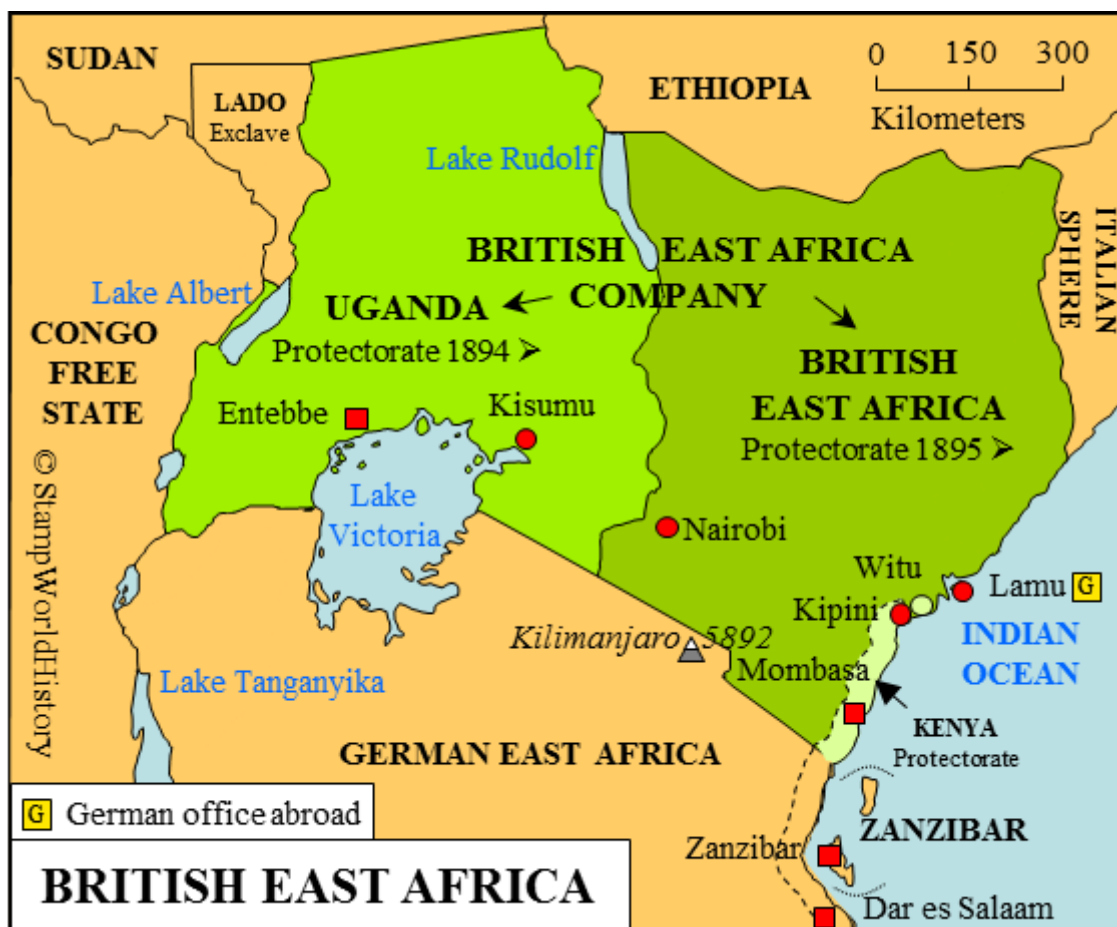 SUDAN
LADO
Exclave
ETHIOPIA
0 150 300
Kilometers
Lake Rudolf
ITALIAN
SPHERE
BRITISH EAST AFRICA
COMPANY
Lake Albert
UGANDA
Protectorate 1894 ➢
CONGO
FREE
STATE
BRITISH
EAST AFRICA
Protectorate 1895 ➢
Entebbe
Kisumu
Lake
Victoria
© StampWorldHistory
Nairobi
Witu
Lamu G
Kipini
INDIAN
OCEAN
Kilimanjaro 5892
Mombasa
Lake Tanganyika
KENYA
Protectorate
GERMAN EAST AFRICA
G German office abroad
ZANZIBAR
Zanzibar
BRITISH EAST AFRICA
Dar es Salaam